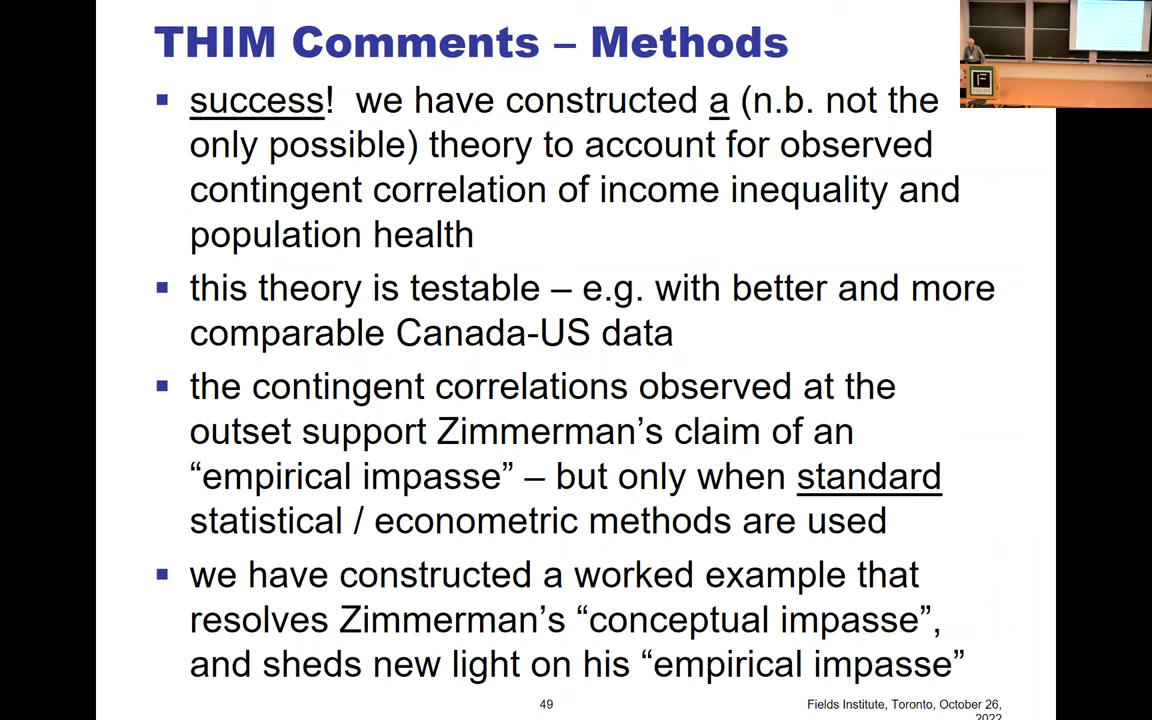 THIM Comments – Methods
▪ success!  we have constructed a (n.b. not the
only possible) theory to account for observed
contingent correlation of income inequality and
population health
▪ this theory is testable – e.g. with better and more
comparable Canada-US data
▪ the contingent correlations observed at the
outset support Zimmerman’s claim of an
“empirical impasse” – but only when standard
statistical / econometric methods are used
▪ we have constructed a worked example that
resolves Zimmerman’s “conceptual impasse”,
and sheds new light on his “empirical impasse”
49
Fields Institute, Toronto, October 26,
2022
FIELDS